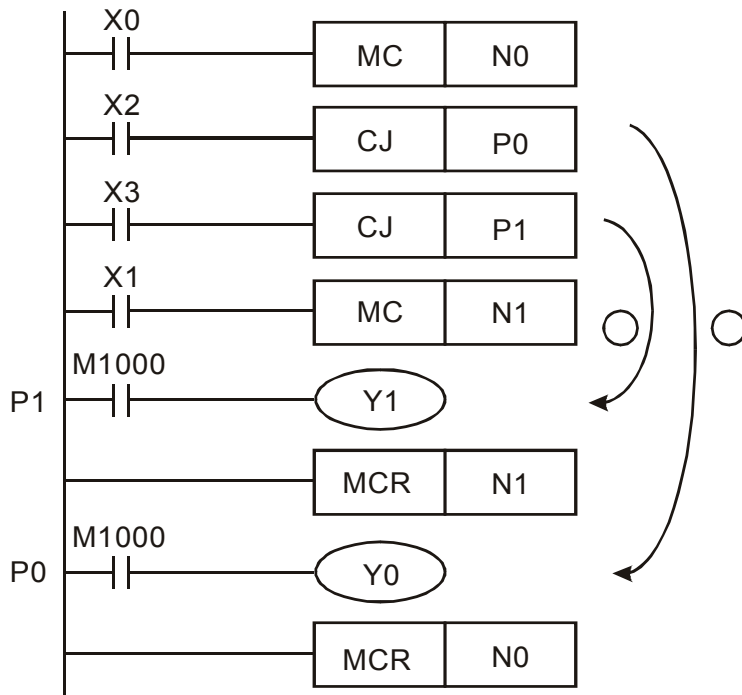 X0
MC N0
X2
CJ P0
X3
CJ P1
X1
MC N1
M1000
P1 Y1
MCR N1
M1000
P0 Y0
MCR N0